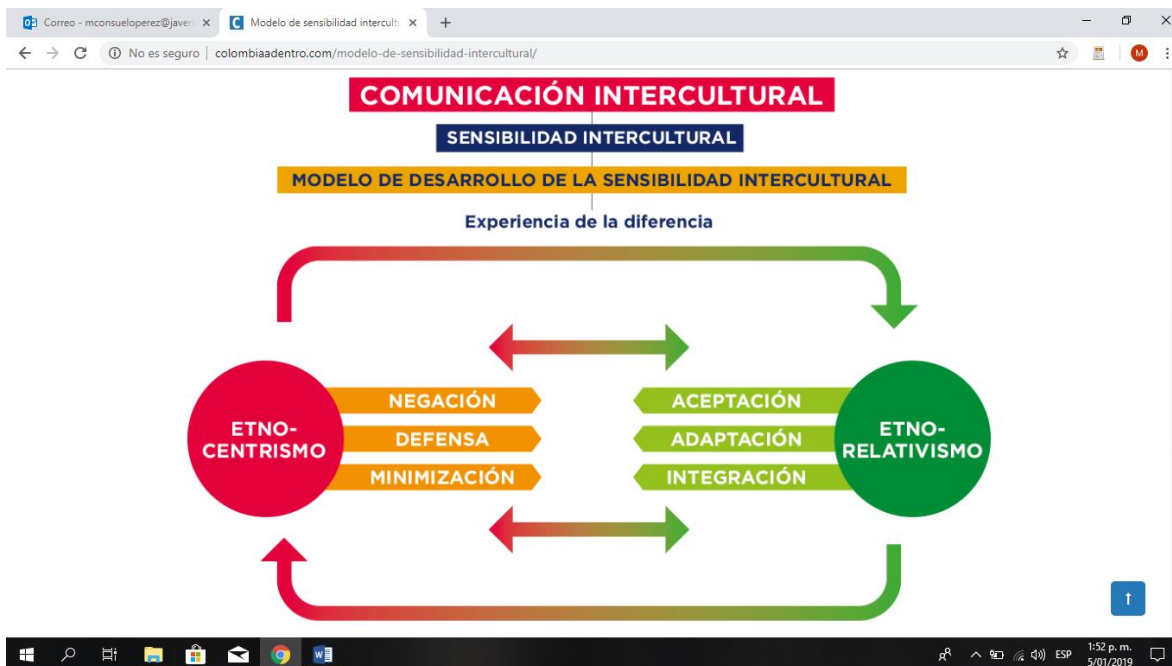 Correo - mconsueloperez@javeri
Modelo de sensibilidad intercultu
No es seguro | colombiaadentro.com/modelo-de-sensibilidad-intercultural/
M
COMUNICACIÓN INTERCULTURAL
SENSIBILIDAD INTERCULTURAL
MODELO DE DESARROLLO DE LA SENSIBILIDAD INTERCULTURAL
Experiencia de la diferencia
ETNO-
CENTRISMO
NEGACIÓN
DEFENSA
MINIMIZACIÓN
ACEPTACIÓN
ADAPTACIÓN
INTEGRACIÓN
ETNO-
RELATIVISMO
ESP
1:52 p. m.
5/01/2019